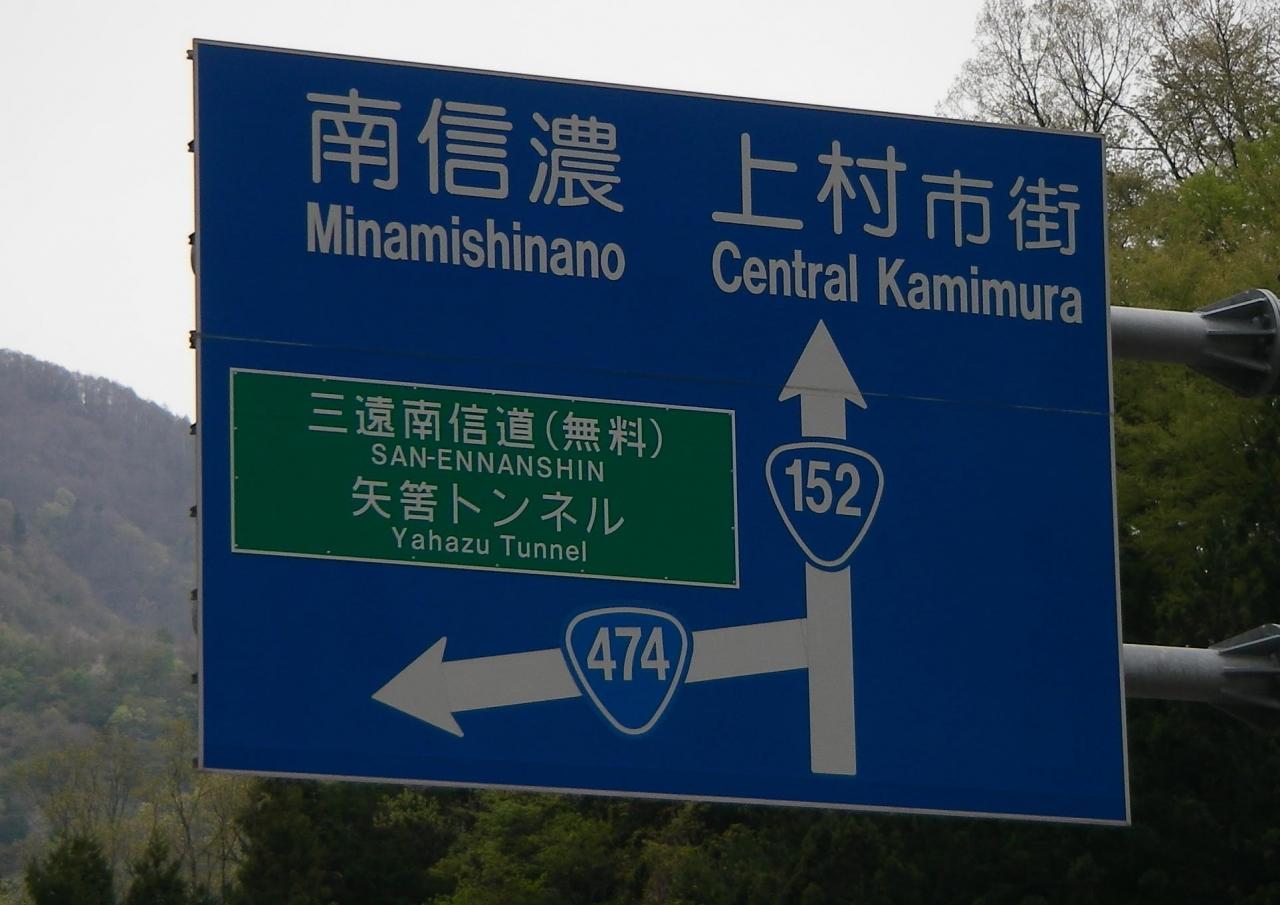 南信濃
Minamishinano
上村市街
Central Kamimura
三遠南信道(無料)
SAN-ENNANSHIN
矢筈トンネル
Yahazu Tunnel
152
474